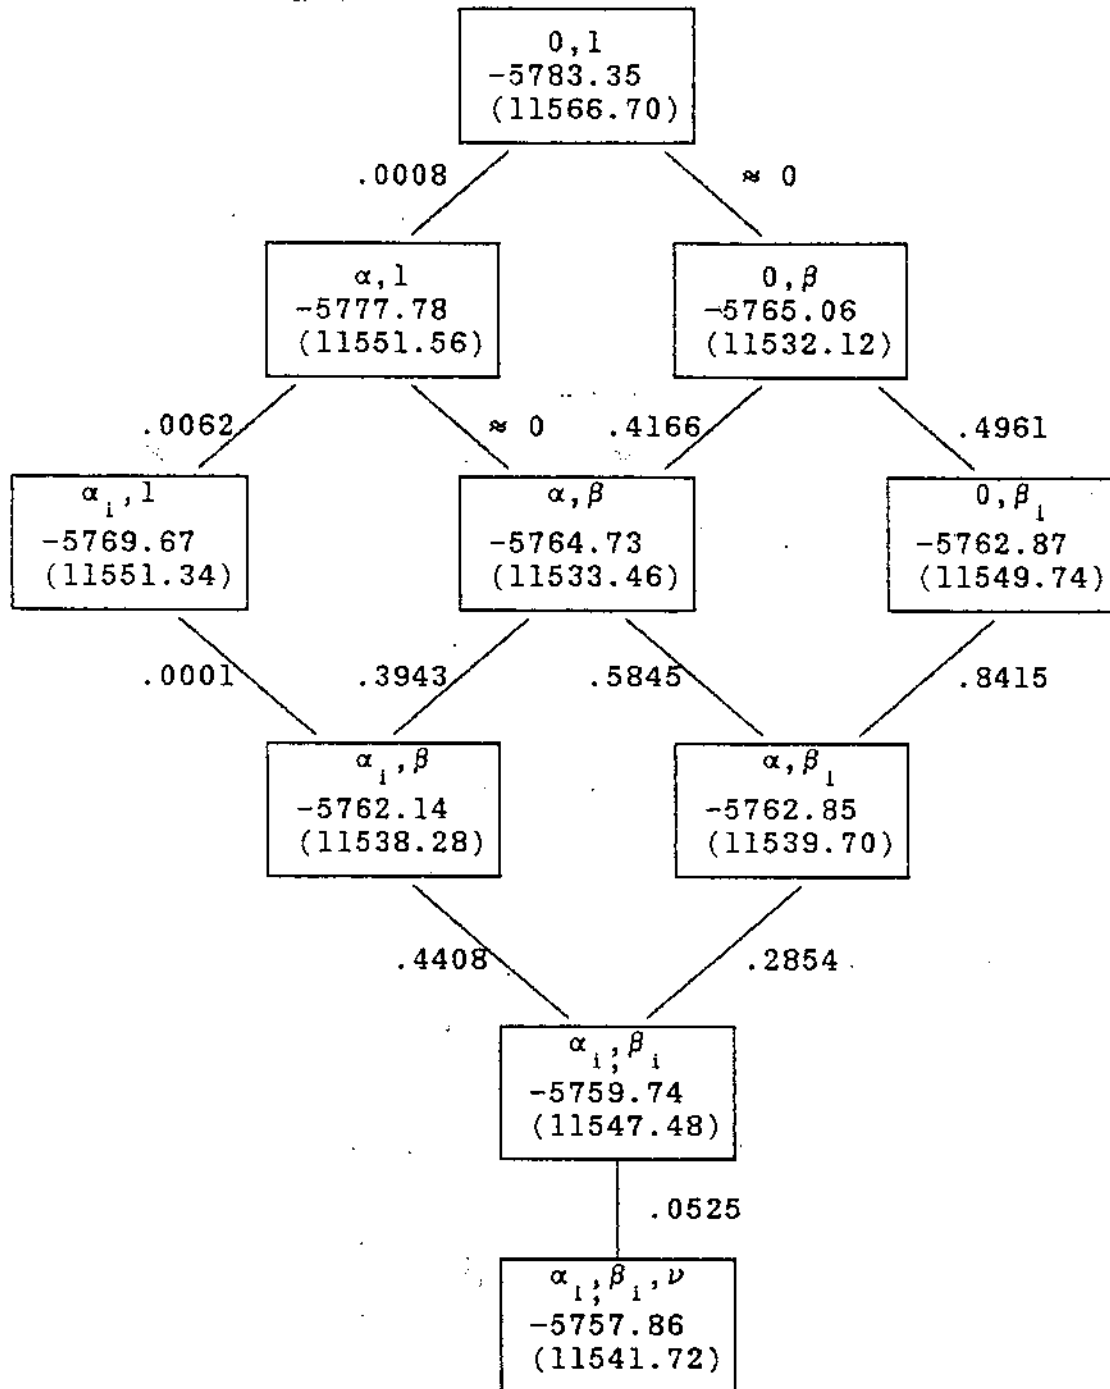 0,1
-5783.35
(11566.70)
.0008 ≈ 0
α,1
-5777.78
(11551.56)
0,β
-5765.06
(11532.12)
.0062 ≈ 0 .4166 .4961
α_i,1
-5769.67
(11551.34)
α,β
-5764.73
(11533.46)
0,β_i
-5762.87
(11549.74)
.0001 .3943 .5845 .8415
α_i,β
-5762.14
(11538.28)
α,β_i
-5762.85
(11539.70)
.4408 .2854
α_i,β_i
-5759.74
(11547.48)
.0525
α_i,β_i,ν
-5757.86
(11541.72)